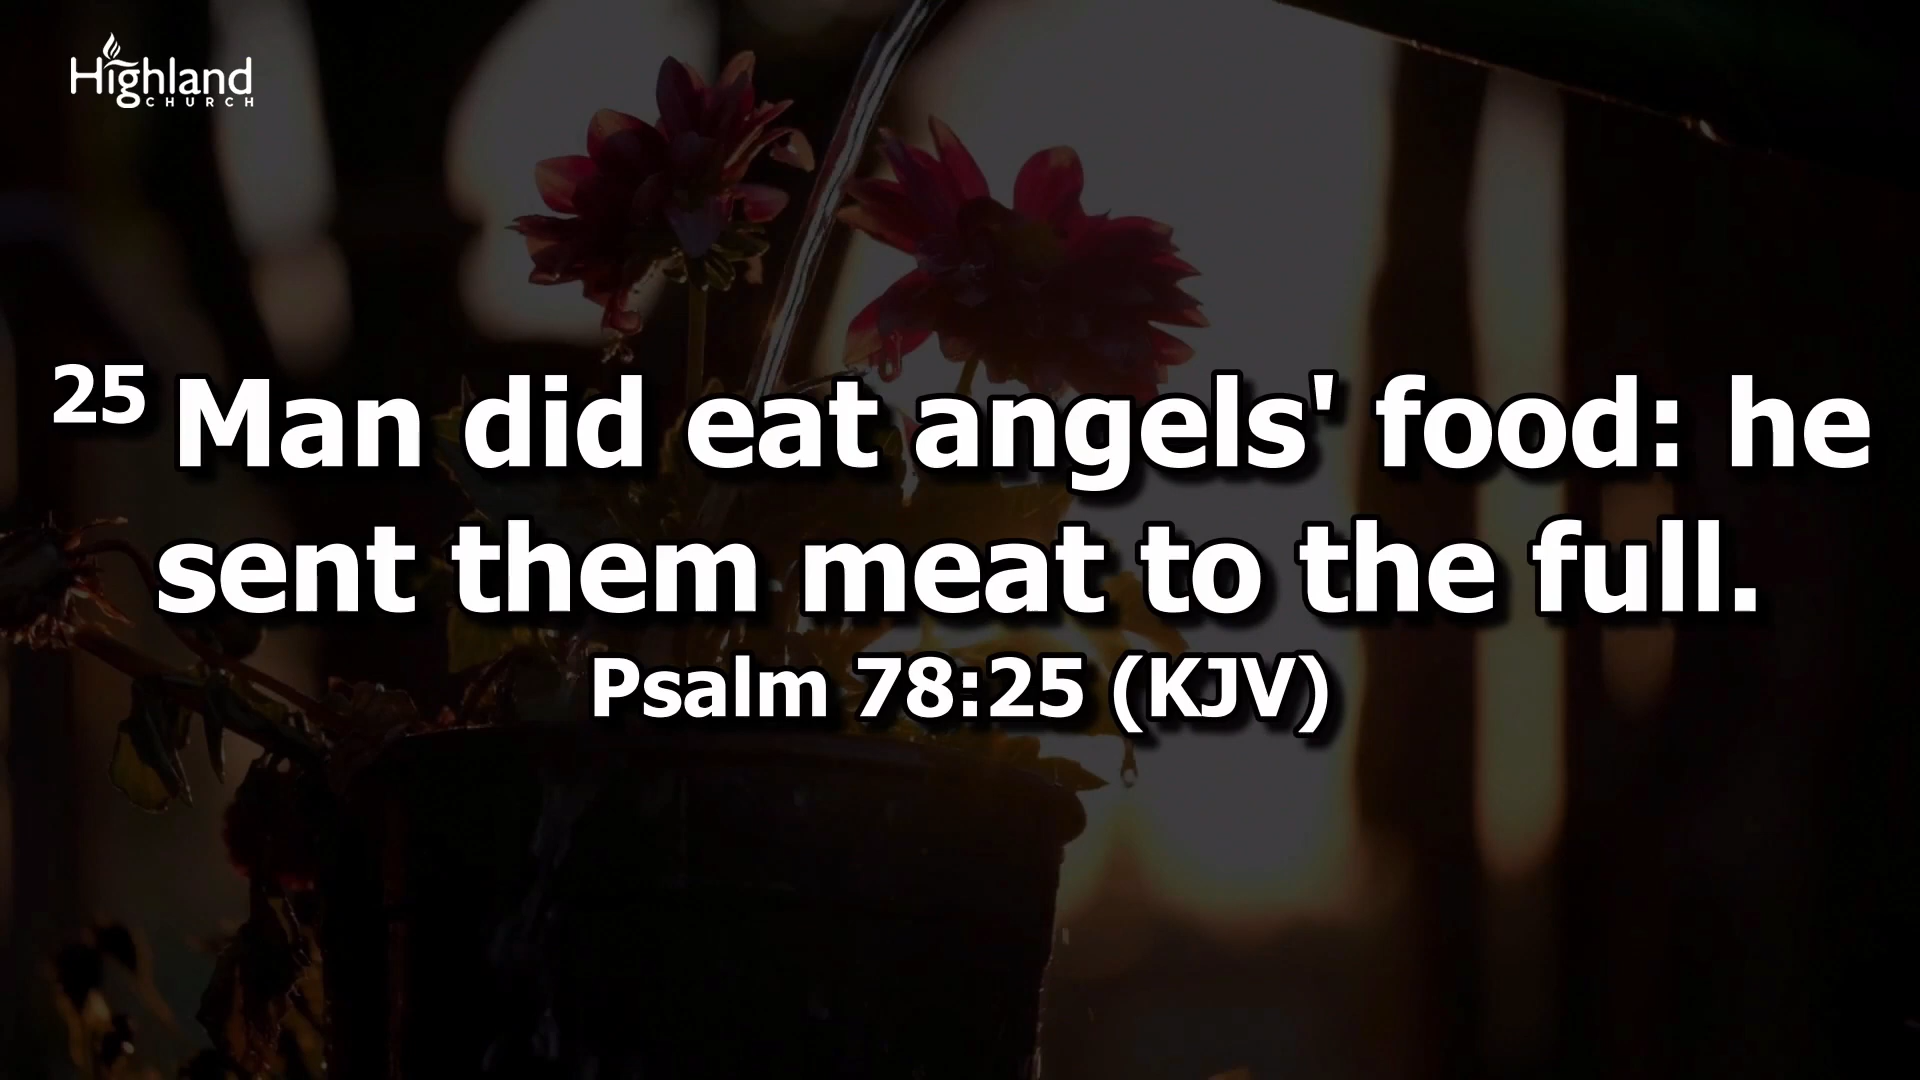 Highland
CHURCH
25 Man did eat angels' food: he
sent them meat to the full.
Psalm 78:25 (KJV)